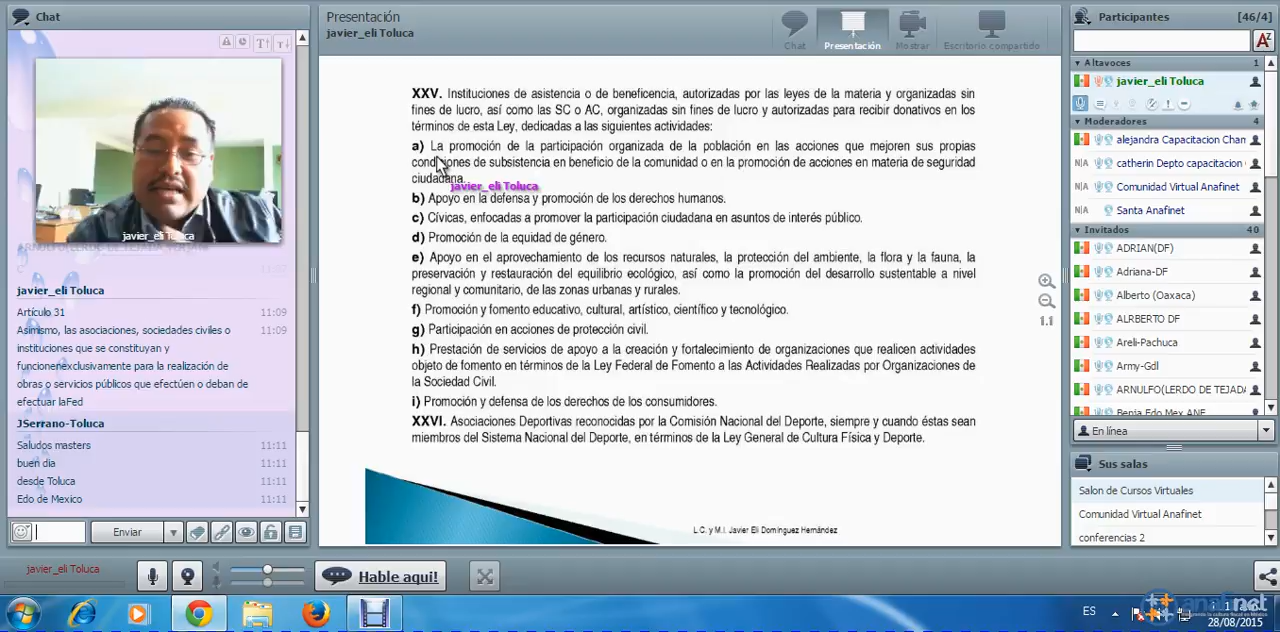 Chat
javier_eli Toluca
javier_eli Toluca
Artículo 31 11:09
Asimismo, las asociaciones, sociedades civiles o 11:09
instituciones que se constituyan y
funcionenexclusivamente para la realización de
obras o servicios públicos que efectúen o deban de
efectuar laFed
JSerrano-Toluca
Saludos masters 11:11
buen dia 11:11
desde Toluca 11:11
Edo de Mexico 11:11
Enviar
javier_eli Toluca
Hable aqui!
Presentación
javier_eli Toluca
Chat
Presentación
Mostrar
Escritorio compartido
XXV. Instituciones de asistencia o de beneficencia, autorizadas por las leyes de la materia y organizadas sin
fines de lucro, así como las SC o AC, organizadas sin fines de lucro y autorizadas para recibir donativos en los
términos de esta Ley, dedicadas a las siguientes actividades:
a) La promoción de la participación organizada de la población en las acciones que mejoren sus propias
condiciones de subsistencia en beneficio de la comunidad o en la promoción de acciones en materia de seguridad
ciudadana.
javier_eli Toluca
b) Apoyo en la defensa y promoción de los derechos humanos.
c) Cívicas, enfocadas a promover la participación ciudadana en asuntos de interés público.
d) Promoción de la equidad de género.
e) Apoyo en el aprovechamiento de los recursos naturales, la protección del ambiente, la flora y la fauna, la
preservación y restauración del equilibrio ecológico, así como la promoción del desarrollo sustentable a nivel
regional y comunitario, de las zonas urbanas y rurales.
f) Promoción y fomento educativo, cultural, artístico, científico y tecnológico.
g) Participación en acciones de protección civil.
h) Prestación de servicios de apoyo a la creación y fortalecimiento de organizaciones que realicen actividades
objeto de fomento en términos de la Ley Federal de Fomento a las Actividades Realizadas por Organizaciones de
la Sociedad Civil.
i) Promoción y defensa de los derechos de los consumidores.
XXVI. Asociaciones Deportivas reconocidas por la Comisión Nacional del Deporte, siempre y cuando éstas sean
miembros del Sistema Nacional del Deporte, en términos de la Ley General de Cultura Física y Deporte.
L.C. y M.I. Javier Eli Domínguez Hernández
1.1
Participantes [46/4]
Altavoces 1
javier_eli Toluca
Moderadores 4
alejandra Capacitacion Cham
N/A catherin Depto capacitacion
Comunidad Virtual Anafinet
N/A Santa Anafinet
Invitados 40
ADRIAN(DF)
Adriana-DF
Alberto (Oaxaca)
ALRBERTO DF
Areli-Pachuca
Army-Gdl
ARNULFO(LERDO DE TEJADA
Benja Edo Mex ANF
En línea
Sus salas
Salon de Cursos Virtuales
Comunidad Virtual Anafinet
conferencias 2
ES
28/08/2015